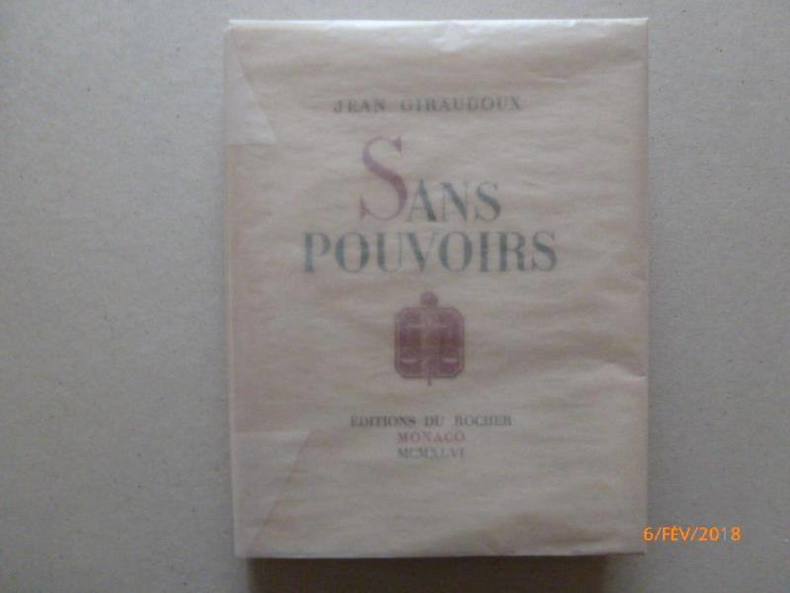 JEAN GIRAUDOUX
SANS
POUVOIRS
EDITIONS DU ROCHER
MONACO
MCMXLVI
6/FÉV/2018